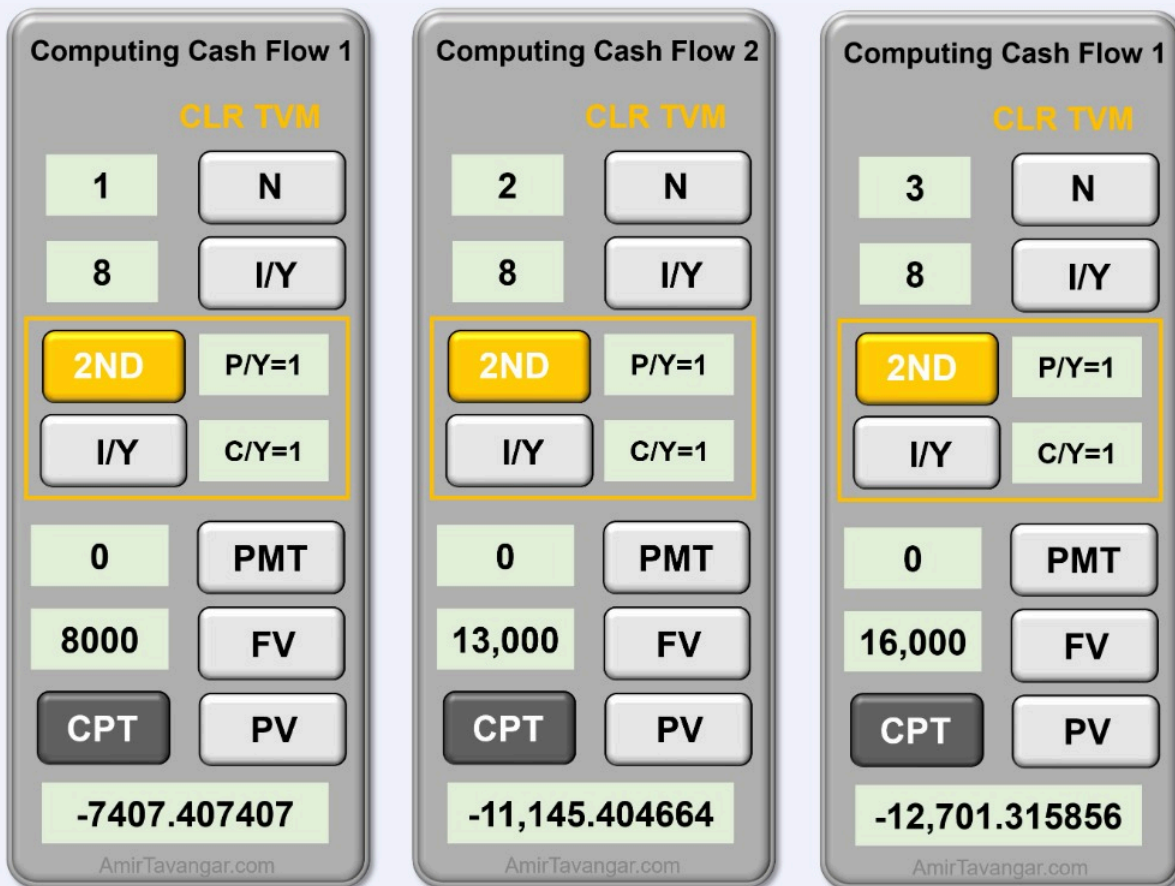 Computing Cash Flow 1
CLR TVM
1 N
8 I/Y
2ND P/Y=1
I/Y C/Y=1
0 PMT
8000 FV
CPT PV
-7407.407407
AmirTavangar.com
Computing Cash Flow 2
CLR TVM
2 N
8 I/Y
2ND P/Y=1
I/Y C/Y=1
0 PMT
13,000 FV
CPT PV
-11,145.404664
AmirTavangar.com
Computing Cash Flow 1
CLR TVM
3 N
8 I/Y
2ND P/Y=1
I/Y C/Y=1
0 PMT
16,000 FV
CPT PV
-12,701.315856
AmirTavangar.com